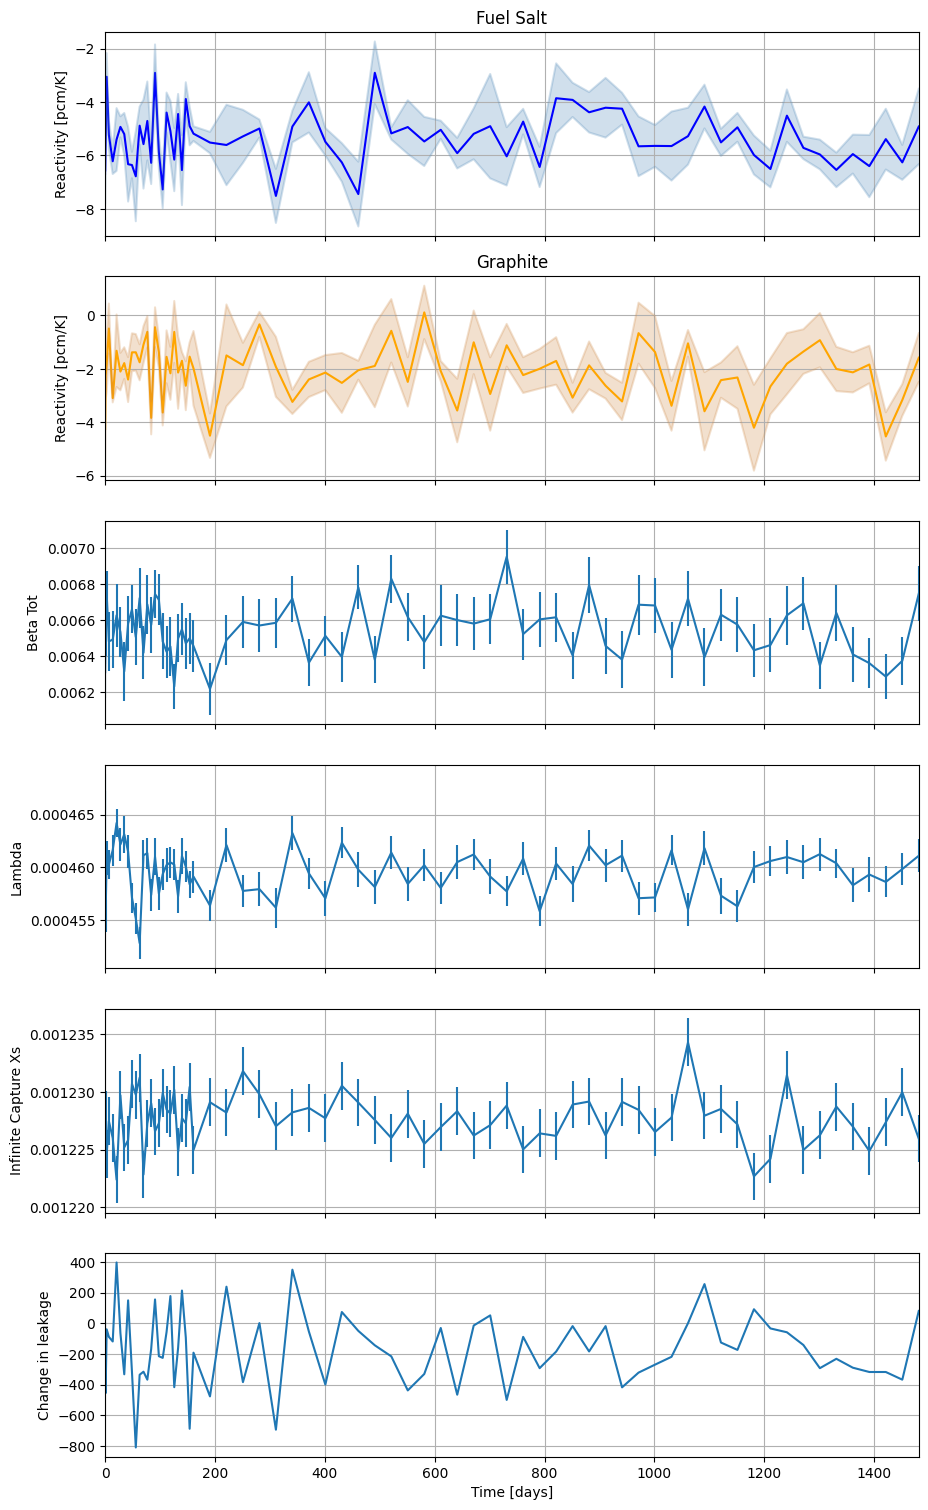 Fuel Salt
Reactivity [pcm/K]
−2
−4
−6
−8
Graphite
Reactivity [pcm/K]
0
−2
−4
−6
Beta Tot
0.0070
0.0068
0.0066
0.0064
0.0062
Lambda
0.000465
0.000460
0.000455
Infinite Capture Xs
0.001235
0.001230
0.001225
0.001220
Change in leakage
400
200
0
−200
−400
−600
−800
0 200 400 600 800 1000 1200 1400
Time [days]